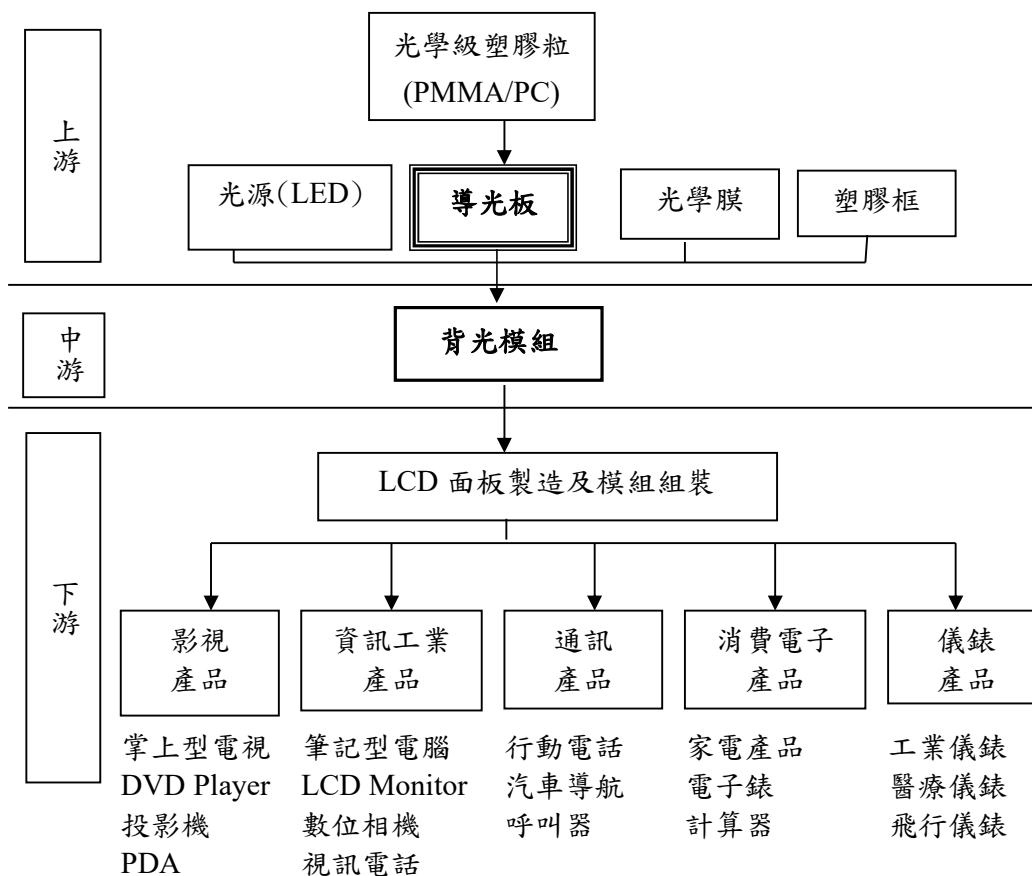 上游
光學級塑膠粒
(PMMA/PC)
光源(LED)
導光板
光學膜
塑膠框
中游
背光模組
下游
LCD 面板製造及模組組裝
影視
產品
資訊工業
產品
通訊
產品
消費電子
產品
儀錶
產品
掌上型電視
DVD Player
投影機
PDA
筆記型電腦
LCD Monitor
數位相機
視訊電話
行動電話
汽車導航
呼叫器
家電產品
電子錶
計算器
工業儀錶
醫療儀錶
飛行儀錶